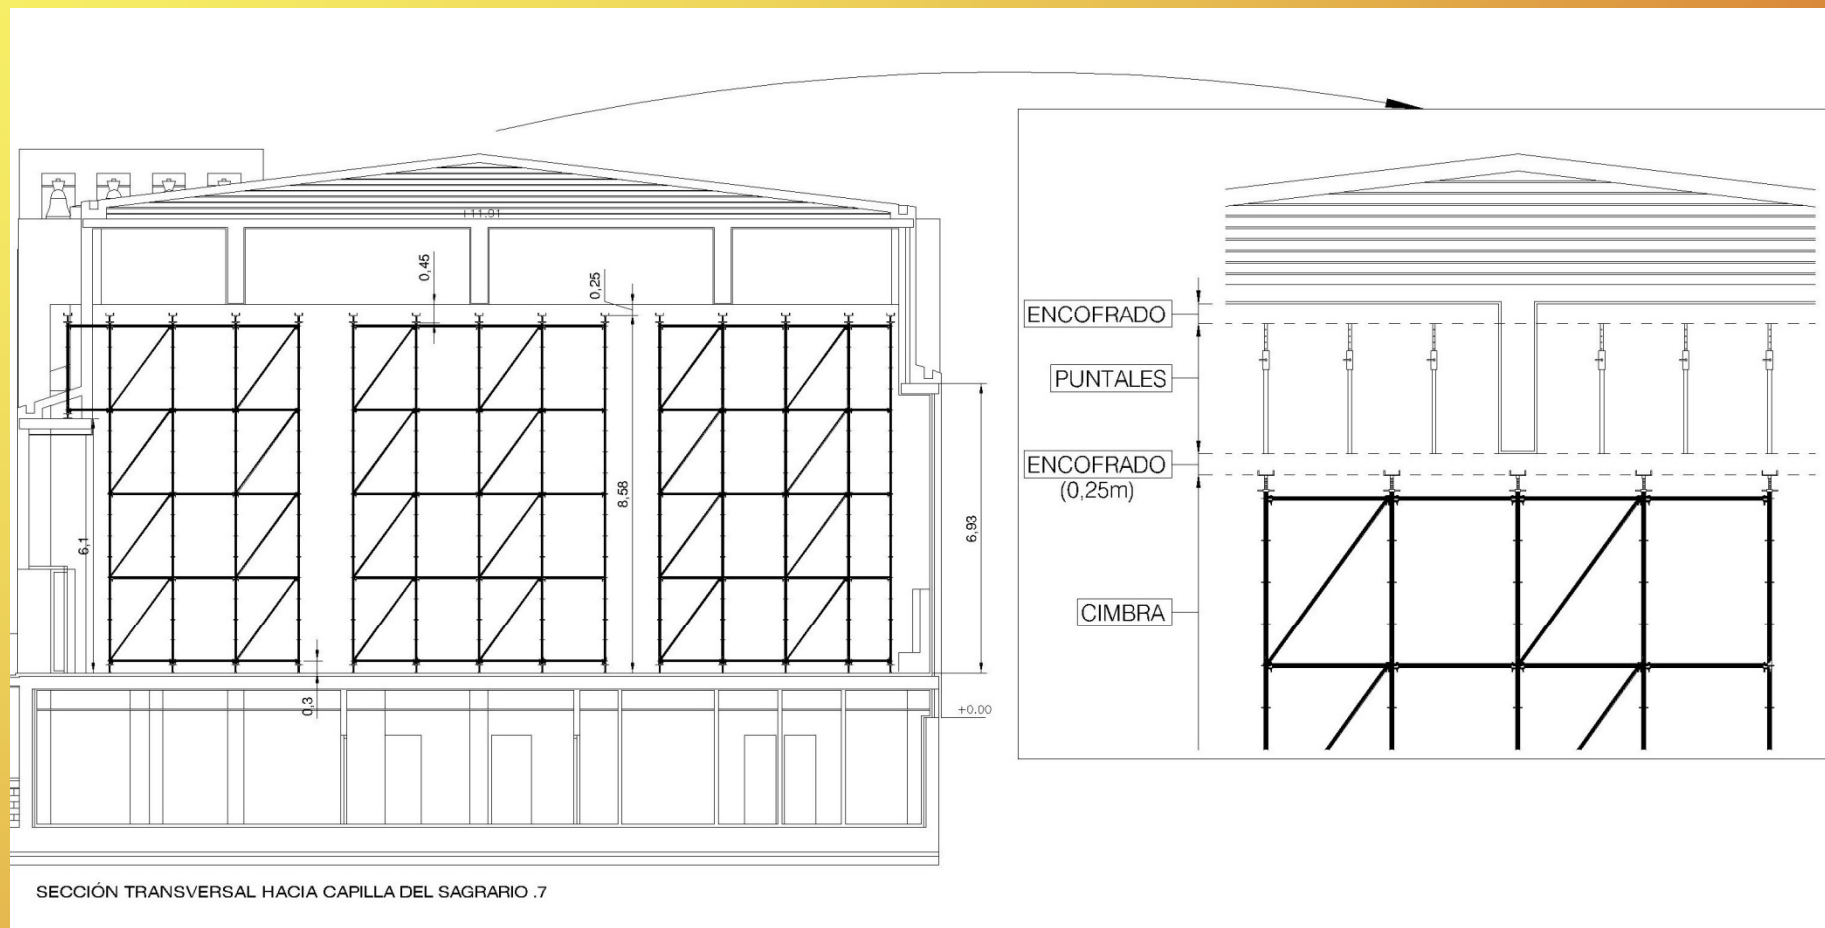 +11.91
0,45
0,25
6,1
8,58
6,93
0,3
+0.00
ENCOFRADO
PUNTALES
ENCOFRADO
(0,25m)
CIMBRA
SECCIÓN TRANSVERSAL HACIA CAPILLA DEL SAGRARIO .7